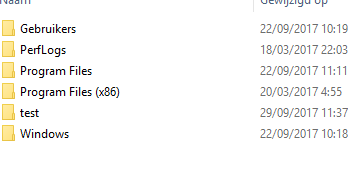 Naam Gewijzigd op
Gebruikers 22/09/2017 10:19
PerfLogs 18/03/2017 22:03
Program Files 22/09/2017 11:11
Program Files (x86) 20/03/2017 4:55
test 29/09/2017 11:37
Windows 22/09/2017 10:18